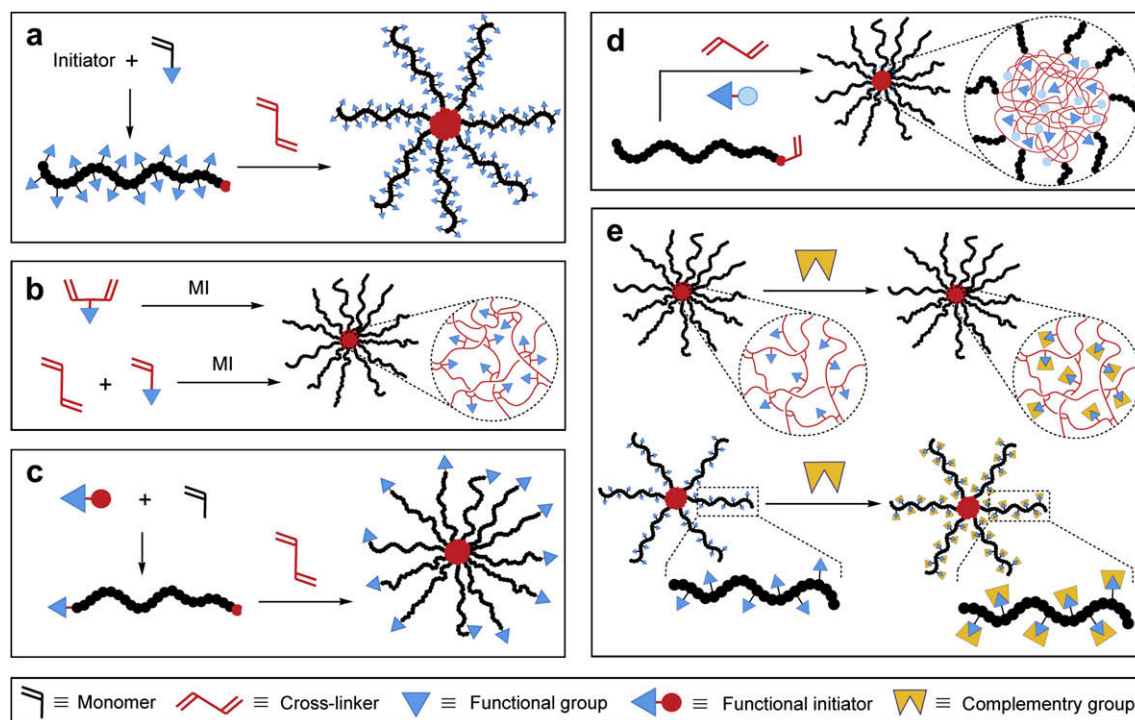 a
Initiator +
b
MI
+
MI
c
+
d
e
≡ Monomer
≡ Cross-linker
≡ Functional group
≡ Functional initiator
≡ Complementry group